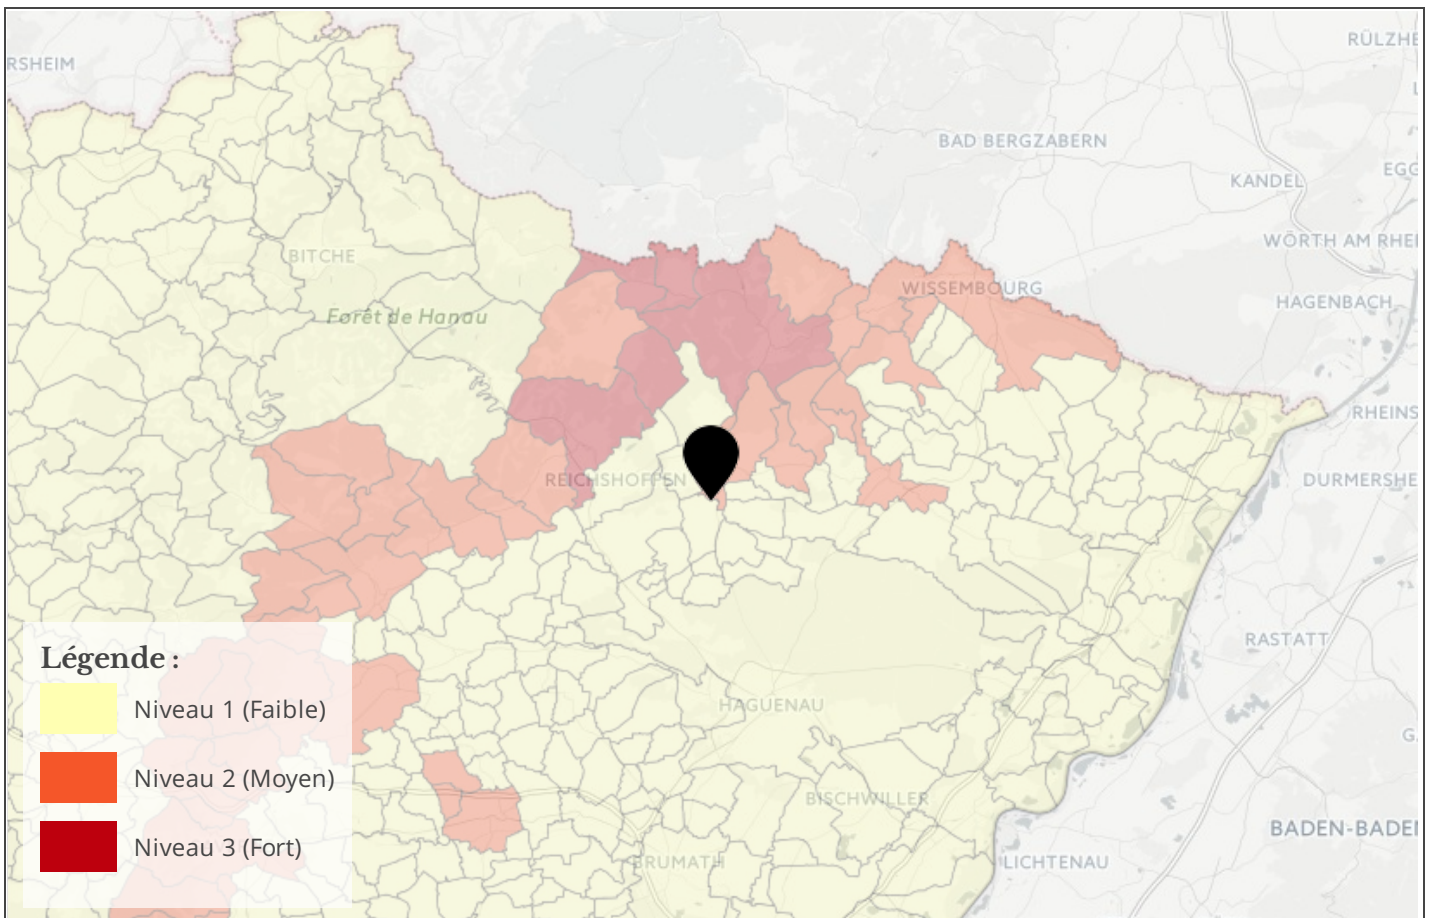 RÜLZHE
RSHEIM
BAD BERGZABERN
EGG
KANDEL
WÖRTH AM RHEI
BITCHE
WISSEMBOURG
HAGENBACH
Forêt de Hanau
RHEINS
REICHSHOFFEN
DURMERSHE
RASTATT
Légende :
HAGUENAU
Niveau 1 (Faible)
G
Niveau 2 (Moyen)
BISCHWILLER
BADEN-BADEN
Niveau 3 (Fort)
BRUMATH
LICHTENAU